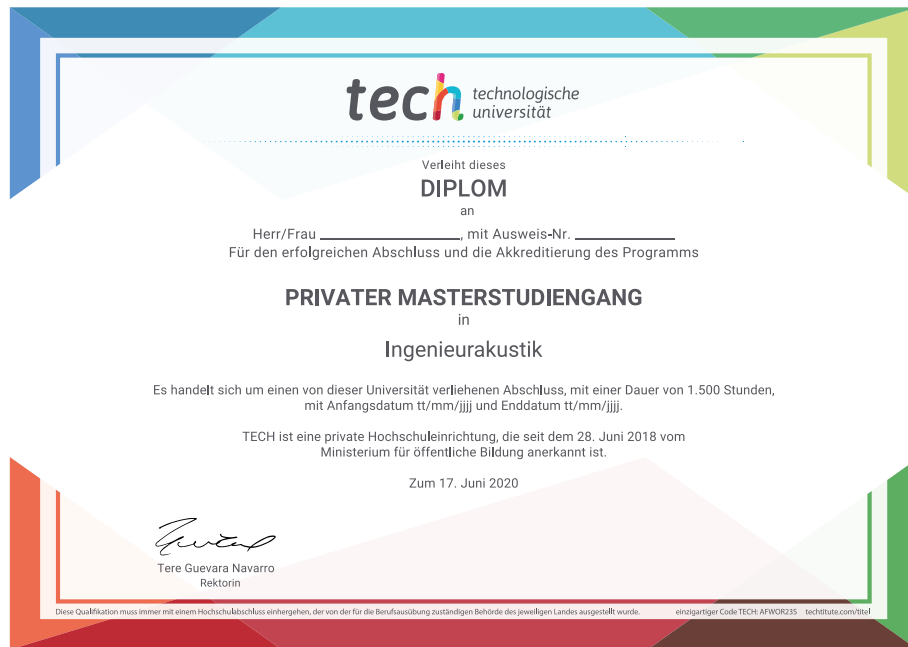 tech technologische
universität
Verleiht dieses
DIPLOM
an
Herr/Frau ____________________, mit Ausweis-Nr. ______________
Für den erfolgreichen Abschluss und die Akkreditierung des Programms
PRIVATER MASTERSTUDIENGANG
in
Ingenieurakustik
Es handelt sich um einen von dieser Universität verliehenen Abschluss, mit einer Dauer von 1.500 Stunden,
mit Anfangsdatum tt/mm/jjjj und Enddatum tt/mm/jjjj.
TECH ist eine private Hochschuleinrichtung, die seit dem 28. Juni 2018 vom
Ministerium für öffentliche Bildung anerkannt ist.
Zum 17. Juni 2020
Tere Guevara Navarro
Rektorin
Diese Qualifikation muss immer mit einem Hochschulabschluss einhergehen, der von der für die Berufsausübung zuständigen Behörde des jeweiligen Landes ausgestellt wurde. einzigartiger Code TECH: AFWOR235 techtitute.com/titel